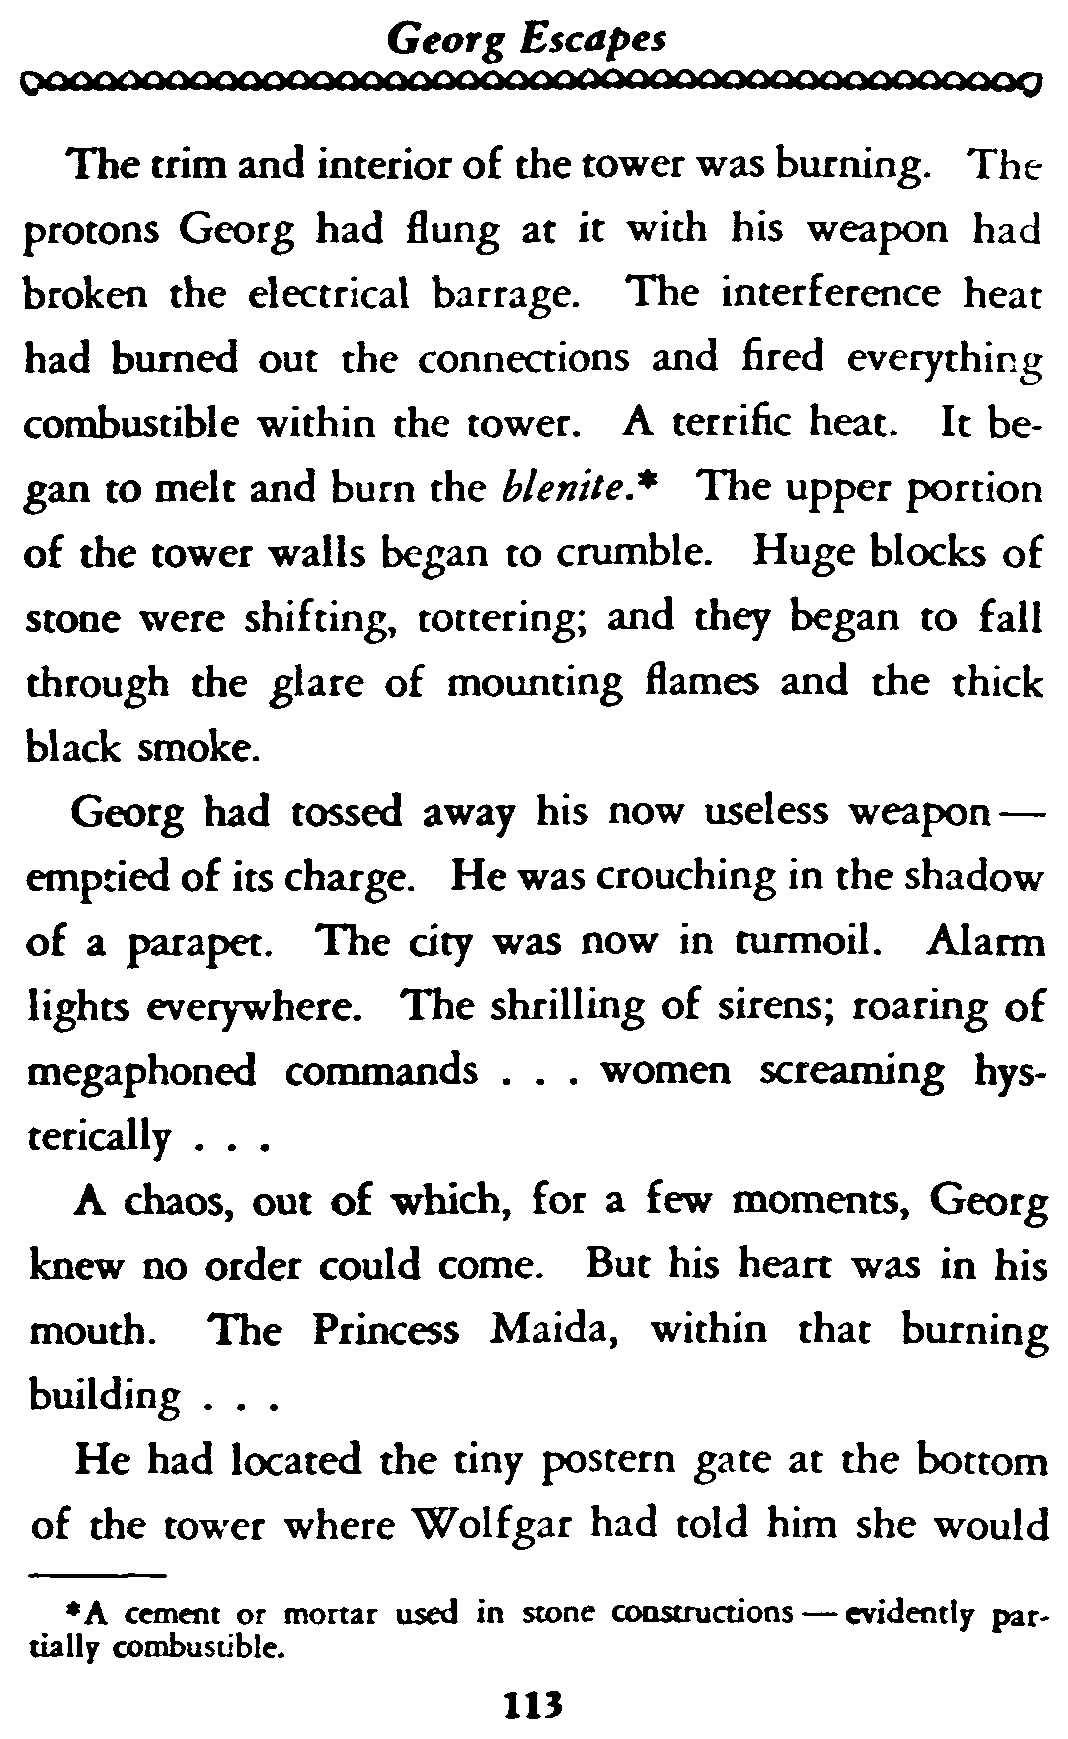 Georg Escapes
The trim and interior of the tower was burning. The
protons Georg had flung at it with his weapon had
broken the electrical barrage. The interference heat
had burned out the connections and fired everything
combustible within the tower. A terrific heat. It be-
gan to melt and burn the blenite.* The upper portion
of the tower walls began to crumble. Huge blocks of
stone were shifting, tottering; and they began to fall
through the glare of mounting flames and the thick
black smoke.
Georg had tossed away his now useless weapon—
emptied of its charge. He was crouching in the shadow
of a parapet. The city was now in turmoil. Alarm
lights everywhere. The shrilling of sirens; roaring of
megaphoned commands . . . women screaming hys-
terically . . .
A chaos, out of which, for a few moments, Georg
knew no order could come. But his heart was in his
mouth. The Princess Maida, within that burning
building . . .
He had located the tiny postern gate at the bottom
of the tower where Wolfgar had told him she would
*A cement or mortar used in stone constructions—evidently par-
tially combustible.
113